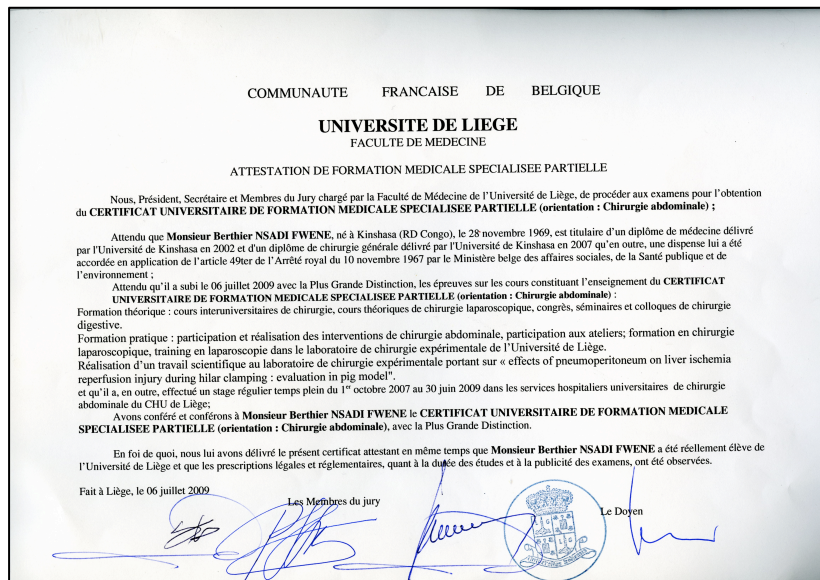 COMMUNAUTE FRANCAISE DE BELGIQUE
UNIVERSITE DE LIEGE
FACULTE DE MEDECINE
ATTESTATION DE FORMATION MEDICALE SPECIALISEE PARTIELLE
Nous, Président, Secrétaire et Membres du Jury chargé par la Faculté de Médecine de l'Université de Liège, de procéder aux examens pour l'obtention
du CERTIFICAT UNIVERSITAIRE DE FORMATION MEDICALE SPECIALISEE PARTIELLE (orientation : Chirurgie abdominale) ;
Attendu que Monsieur Berthier NSADI FWENE, né à Kinshasa (RD Congo), le 28 novembre 1969, est titulaire d'un diplôme de médecine délivré
par l'Université de Kinshasa en 2002 et d'un diplôme de chirurgie générale délivré par l'Université de Kinshasa en 2007 qu'en outre, une dispense lui a été
accordée en application de l'article 49ter de l'Arrêté royal du 10 novembre 1967 par le Ministère belge des affaires sociales, de la Santé publique et de
l'environnement ;
Attendu qu'il a subi le 06 juillet 2009 avec la Plus Grande Distinction, les épreuves sur les cours constituant l'enseignement du CERTIFICAT
UNIVERSITAIRE DE FORMATION MEDICALE SPECIALISEE PARTIELLE (orientation : Chirurgie abdominale) :
Formation théorique : cours interuniversitaires de chirurgie, cours théoriques de chirurgie laparoscopique, congrès, séminaires et colloques de chirurgie
digestive.
Formation pratique : participation et réalisation des interventions de chirurgie abdominale, participation aux ateliers; formation en chirurgie
laparoscopique, training en laparoscopie dans le laboratoire de chirurgie expérimentale de l'Université de Liège.
Réalisation d'un travail scientifique au laboratoire de chirurgie expérimentale portant sur « effects of pneumoperitoneum on liver ischemia
reperfusion injury during hilar clamping : evaluation in pig model".
et qu'il a, en outre, effectué un stage régulier temps plein du 1er octobre 2007 au 30 juin 2009 dans les services hospitaliers universitaires de chirurgie
abdominale du CHU de Liège;
Avons conféré et conférons à Monsieur Berthier NSADI FWENE le CERTIFICAT UNIVERSITAIRE DE FORMATION MEDICALE
SPECIALISEE PARTIELLE (orientation : Chirurgie abdominale), avec la Plus Grande Distinction.
En foi de quoi, nous lui avons délivré le présent certificat attestant en même temps que Monsieur Berthier NSADI FWENE a été réellement élève de
l'Université de Liège et que les prescriptions légales et réglementaires, quant à la durée des études et à la publicité des examens, ont été observées.
Fait à Liège, le 06 juillet 2009
Les Membres du jury
Le Doyen